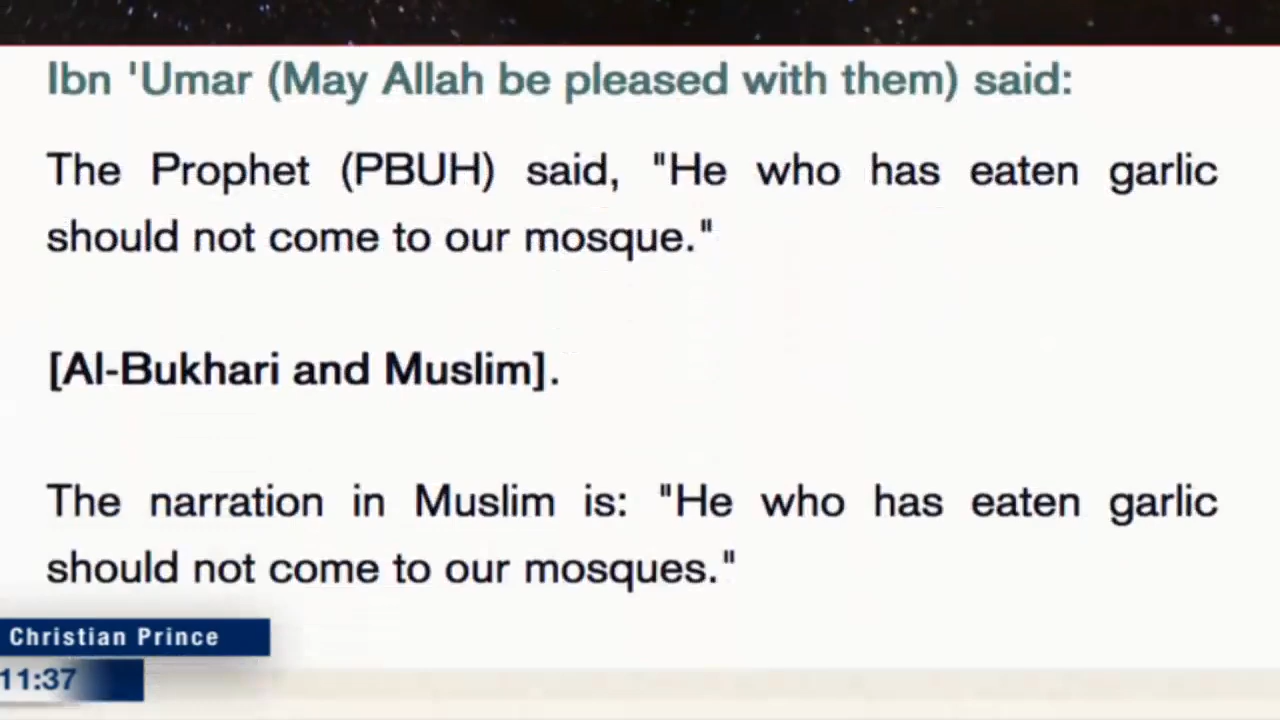 Ibn 'Umar (May Allah be pleased with them) said:
The Prophet (PBUH) said, "He who has eaten garlic
should not come to our mosque."
[Al-Bukhari and Muslim].
The narration in Muslim is: "He who has eaten garlic
should not come to our mosques."
Christian Prince
11:37